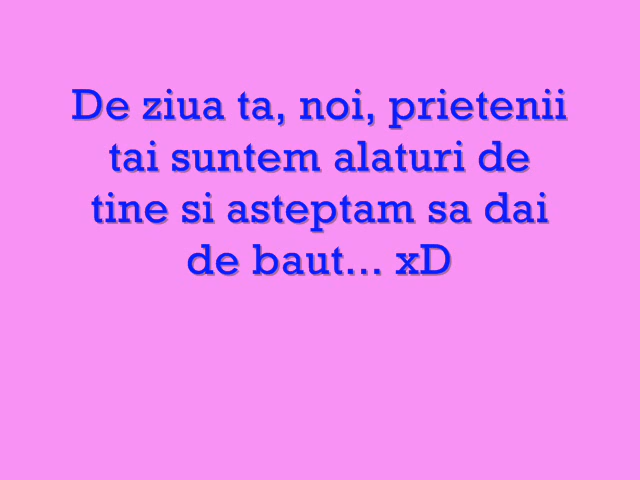 De ziua ta, noi, prietenii
tai suntem alaturi de
tine si asteptam sa dai
de baut... xD